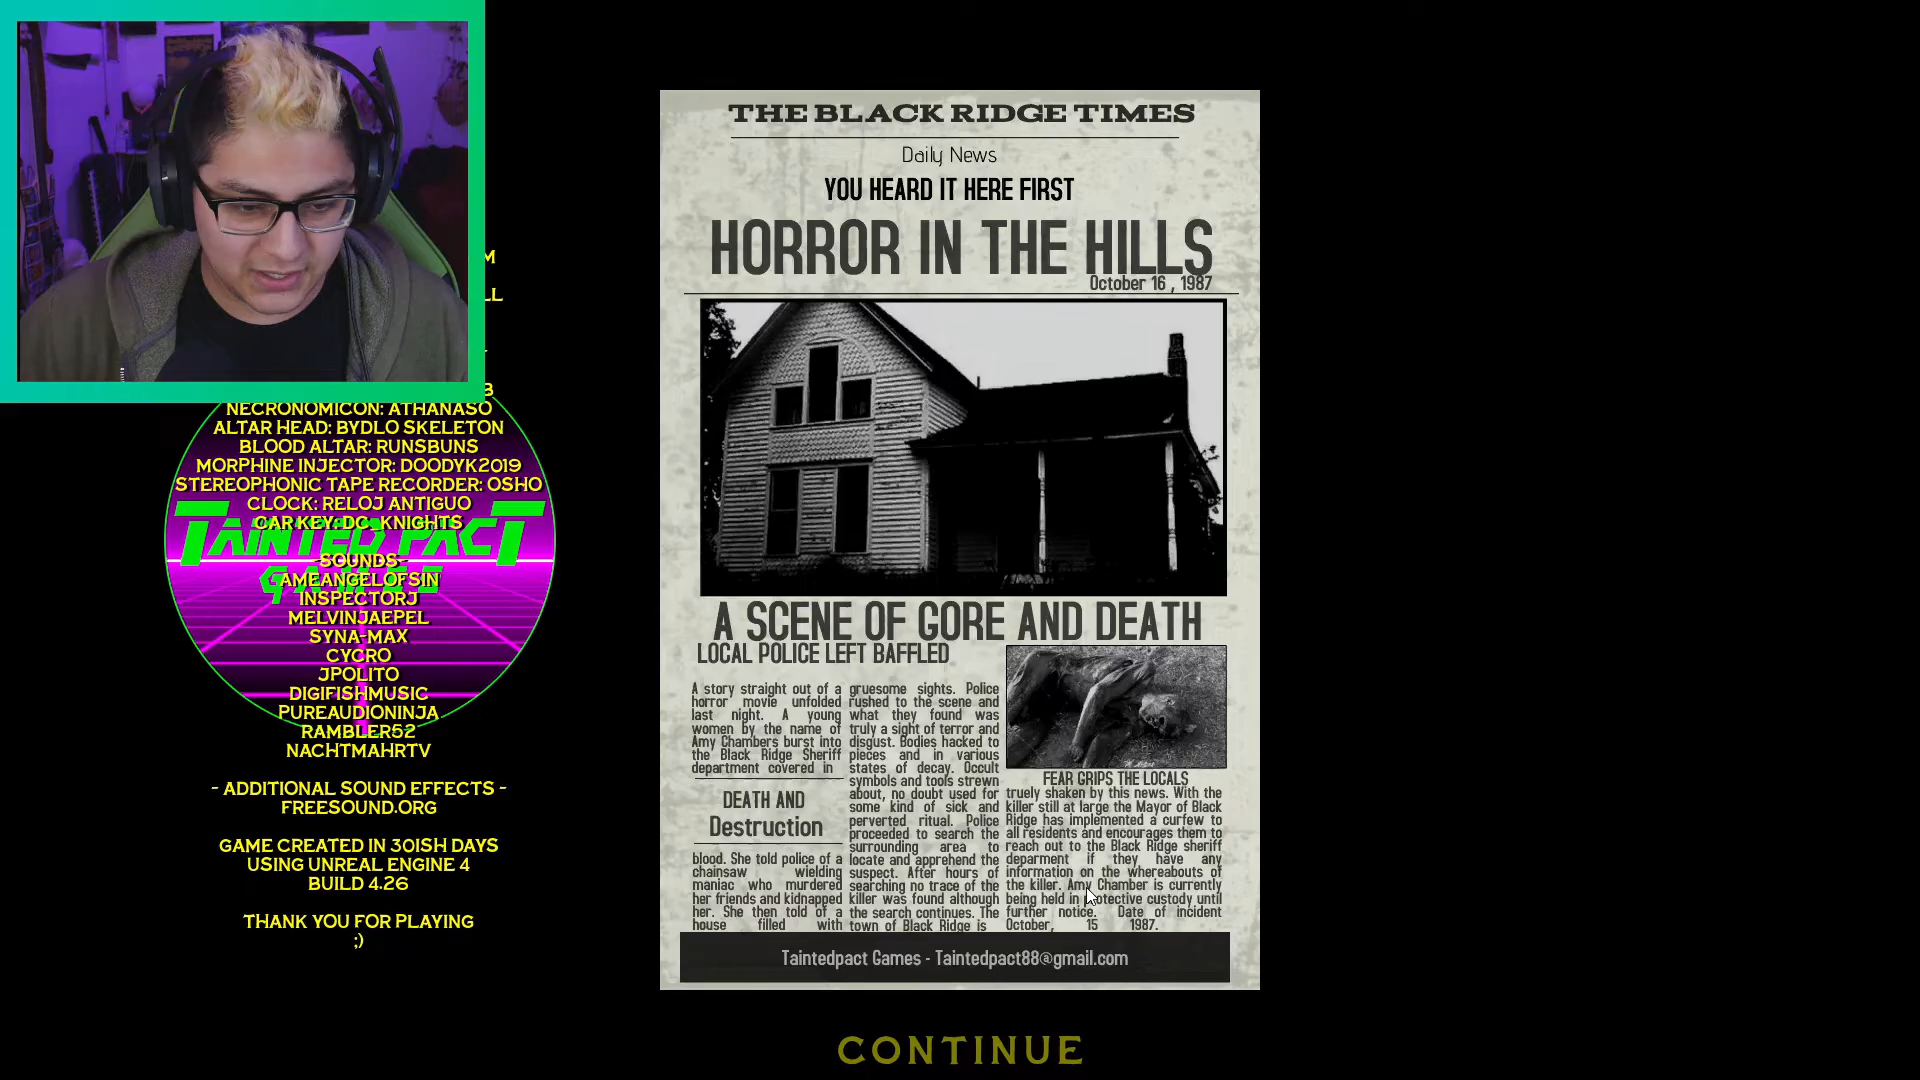 M
LL
B
NECRONOMICON: ATHANASO
ALTAR HEAD: BYDLO SKELETON
BLOOD ALTAR: RUNSBUNS
MORPHINE INJECTOR: DOODYK2019
STEREOPHONIC TAPE RECORDER: OSHO
CLOCK: RELOJ ANTIGUO
CAR KEY: DC_KNIGHTS
TAINTED PACT
GAMES
-SOUNDS-
AMEANGELOFSIN
INSPECTORJ
MELVINJAEPEL
SYNA-MAX
CYCRO
JPOLITO
DIGIFISHMUSIC
PUREAUDIONINJA
RAMBLER52
NACHTMAHRTV
- ADDITIONAL SOUND EFFECTS -
FREESOUND.ORG
GAME CREATED IN 30ISH DAYS
USING UNREAL ENGINE 4
BUILD 4.26
THANK YOU FOR PLAYING
;)
THE BLACK RIDGE TIMES
Daily News
YOU HEARD IT HERE FIRST
HORROR IN THE HILLS
October 16 , 1987
A SCENE OF GORE AND DEATH
LOCAL POLICE LEFT BAFFLED
A story straight out of a
horror movie unfolded
last night. A young
women by the name of
Amy Chambers burst into
the Black Ridge Sheriff
department covered in
DEATH AND
Destruction
blood. She told police of a
chainsaw wielding
maniac who murdered
her friends and kidnapped
her. She then told of a
house filled with
gruesome sights. Police
rushed to the scene and
what they found was
truly a sight of terror and
disgust. Bodies hacked to
pieces and in various
states of decay. Occult
symbols and tools strewn
about, no doubt used for
some kind of sick and
perverted ritual. Police
proceeded to search the
surrounding area to
locate and apprehend the
suspect. After hours of
searching no trace of the
killer was found although
the search continues. The
town of Black Ridge is
FEAR GRIPS THE LOCALS
truely shaken by this news. With the
killer still at large the Mayor of Black
Ridge has implemented a curfew to
all residents and encourages them to
reach out to the Black Ridge sheriff
deparment if they have any
information on the whereabouts of
the killer. Amy Chamber is currently
being held in protective custody until
further notice. Date of incident
October, 15 1987.
Taintedpact Games - Taintedpact88@gmail.com
CONTINUE